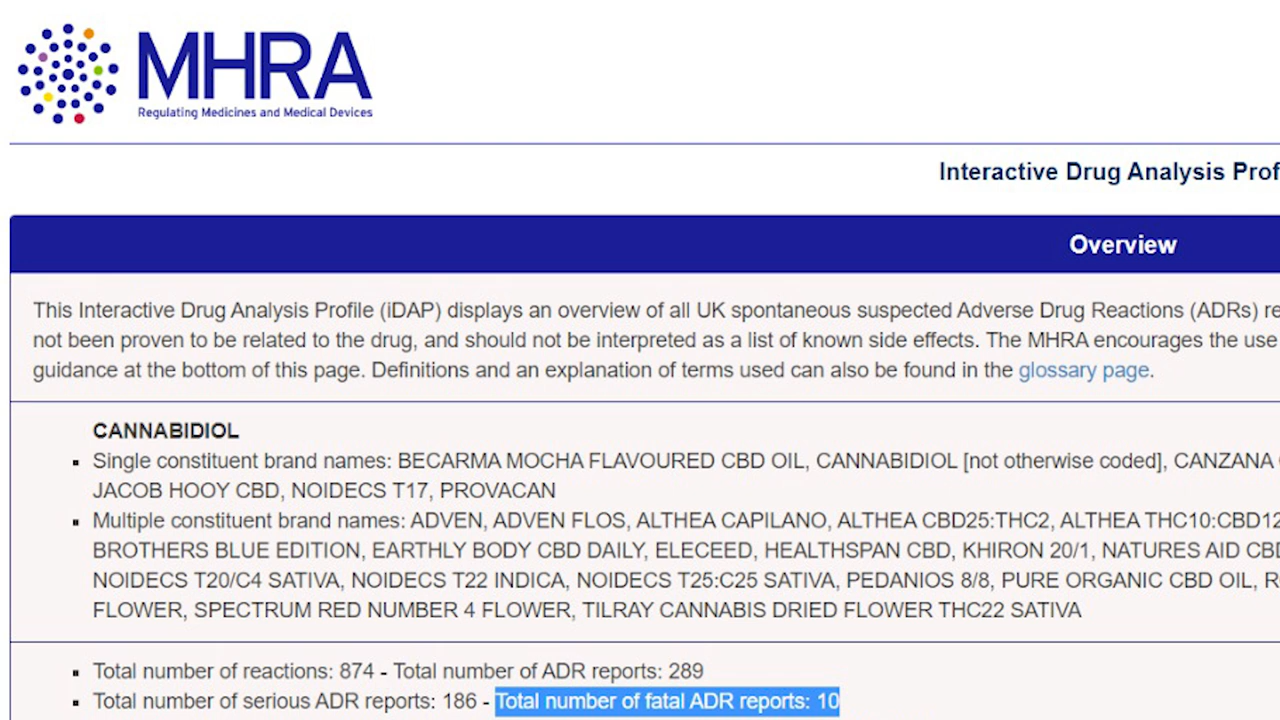 MHRA
Regulating Medicines and Medical Devices
Interactive Drug Analysis
Overview
This Interactive Drug Analysis Profile (iDAP) displays an overview of all UK spontaneous suspected Adverse Drug Reactions (ADRs)
not been proven to be related to the drug, and should not be interpreted as a list of known side effects. The MHRA encourages the use
guidance at the bottom of this page. Definitions and an explanation of terms used can also be found in the glossary page.
CANNABIDIOL
Single constituent brand names: BECARMA MOCHA FLAVOURED CBD OIL, CANNABIDIOL [not otherwise coded], CANZANA
JACOB HOOY CBD, NOIDECS T17, PROVACAN
Multiple constituent brand names: ADVEN, ADVEN FLOS, ALTHEA CAPILANO, ALTHEA CBD25:THC2, ALTHEA THC10:CBD12
BROTHERS BLUE EDITION, EARTHLY BODY CBD DAILY, ELECEED, HEALTHSPAN CBD, KHIRON 20/1, NATURES AID CBD
NOIDECS T20/C4 SATIVA, NOIDECS T22 INDICA, NOIDECS T25:C25 SATIVA, PEDANIOS 8/8, PURE ORGANIC CBD OIL,
FLOWER, SPECTRUM RED NUMBER 4 FLOWER, TILRAY CANNABIS DRIED FLOWER THC22 SATIVA
Total number of reactions: 874 - Total number of ADR reports: 289
Total number of serious ADR reports: 186 - Total number of fatal ADR reports: 10